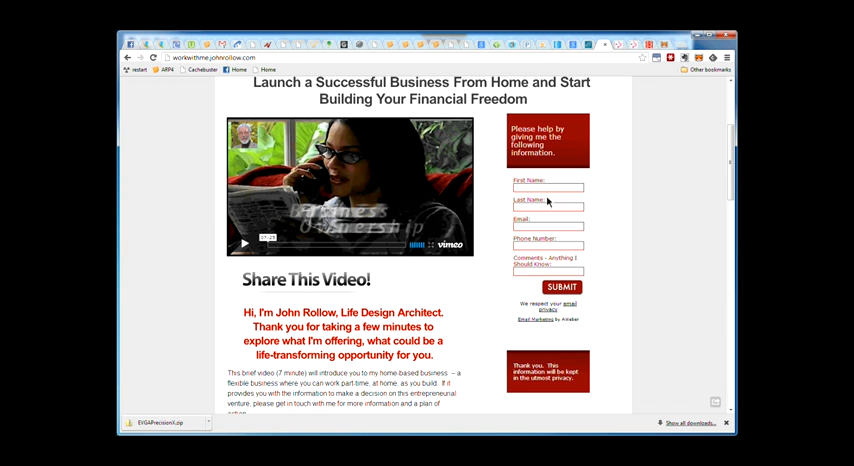 workwithme.johnrollow.com
restart
ARP4
Cachebuster
Home
Home
Other bookmarks
Launch a Successful Business From Home and Start
Building Your Financial Freedom
Business
Ownership
07:25
vimeo
Please help by
giving me the
following
information.
First Name:
Last Name:
Email:
Phone Number:
Comments - Anything I
Should Know:
SUBMIT
We respect your email
privacy
Email Marketing by AWeber
Share This Video!
Hi, I'm John Rollow, Life Design Architect.
Thank you for taking a few minutes to
explore what I'm offering, what could be a
life-transforming opportunity for you.
This brief video (7 minute) will introduce you to my home-based business – a
flexible business where you can work part-time, at home, as you build. If it
provides you with the information to make a decision on this entrepreneurial
venture, please get in touch with me for more information and a plan of
Thank you. This
information will be kept
in the utmost privacy.
EVGAPrecisionX.zip
Show all downloads...